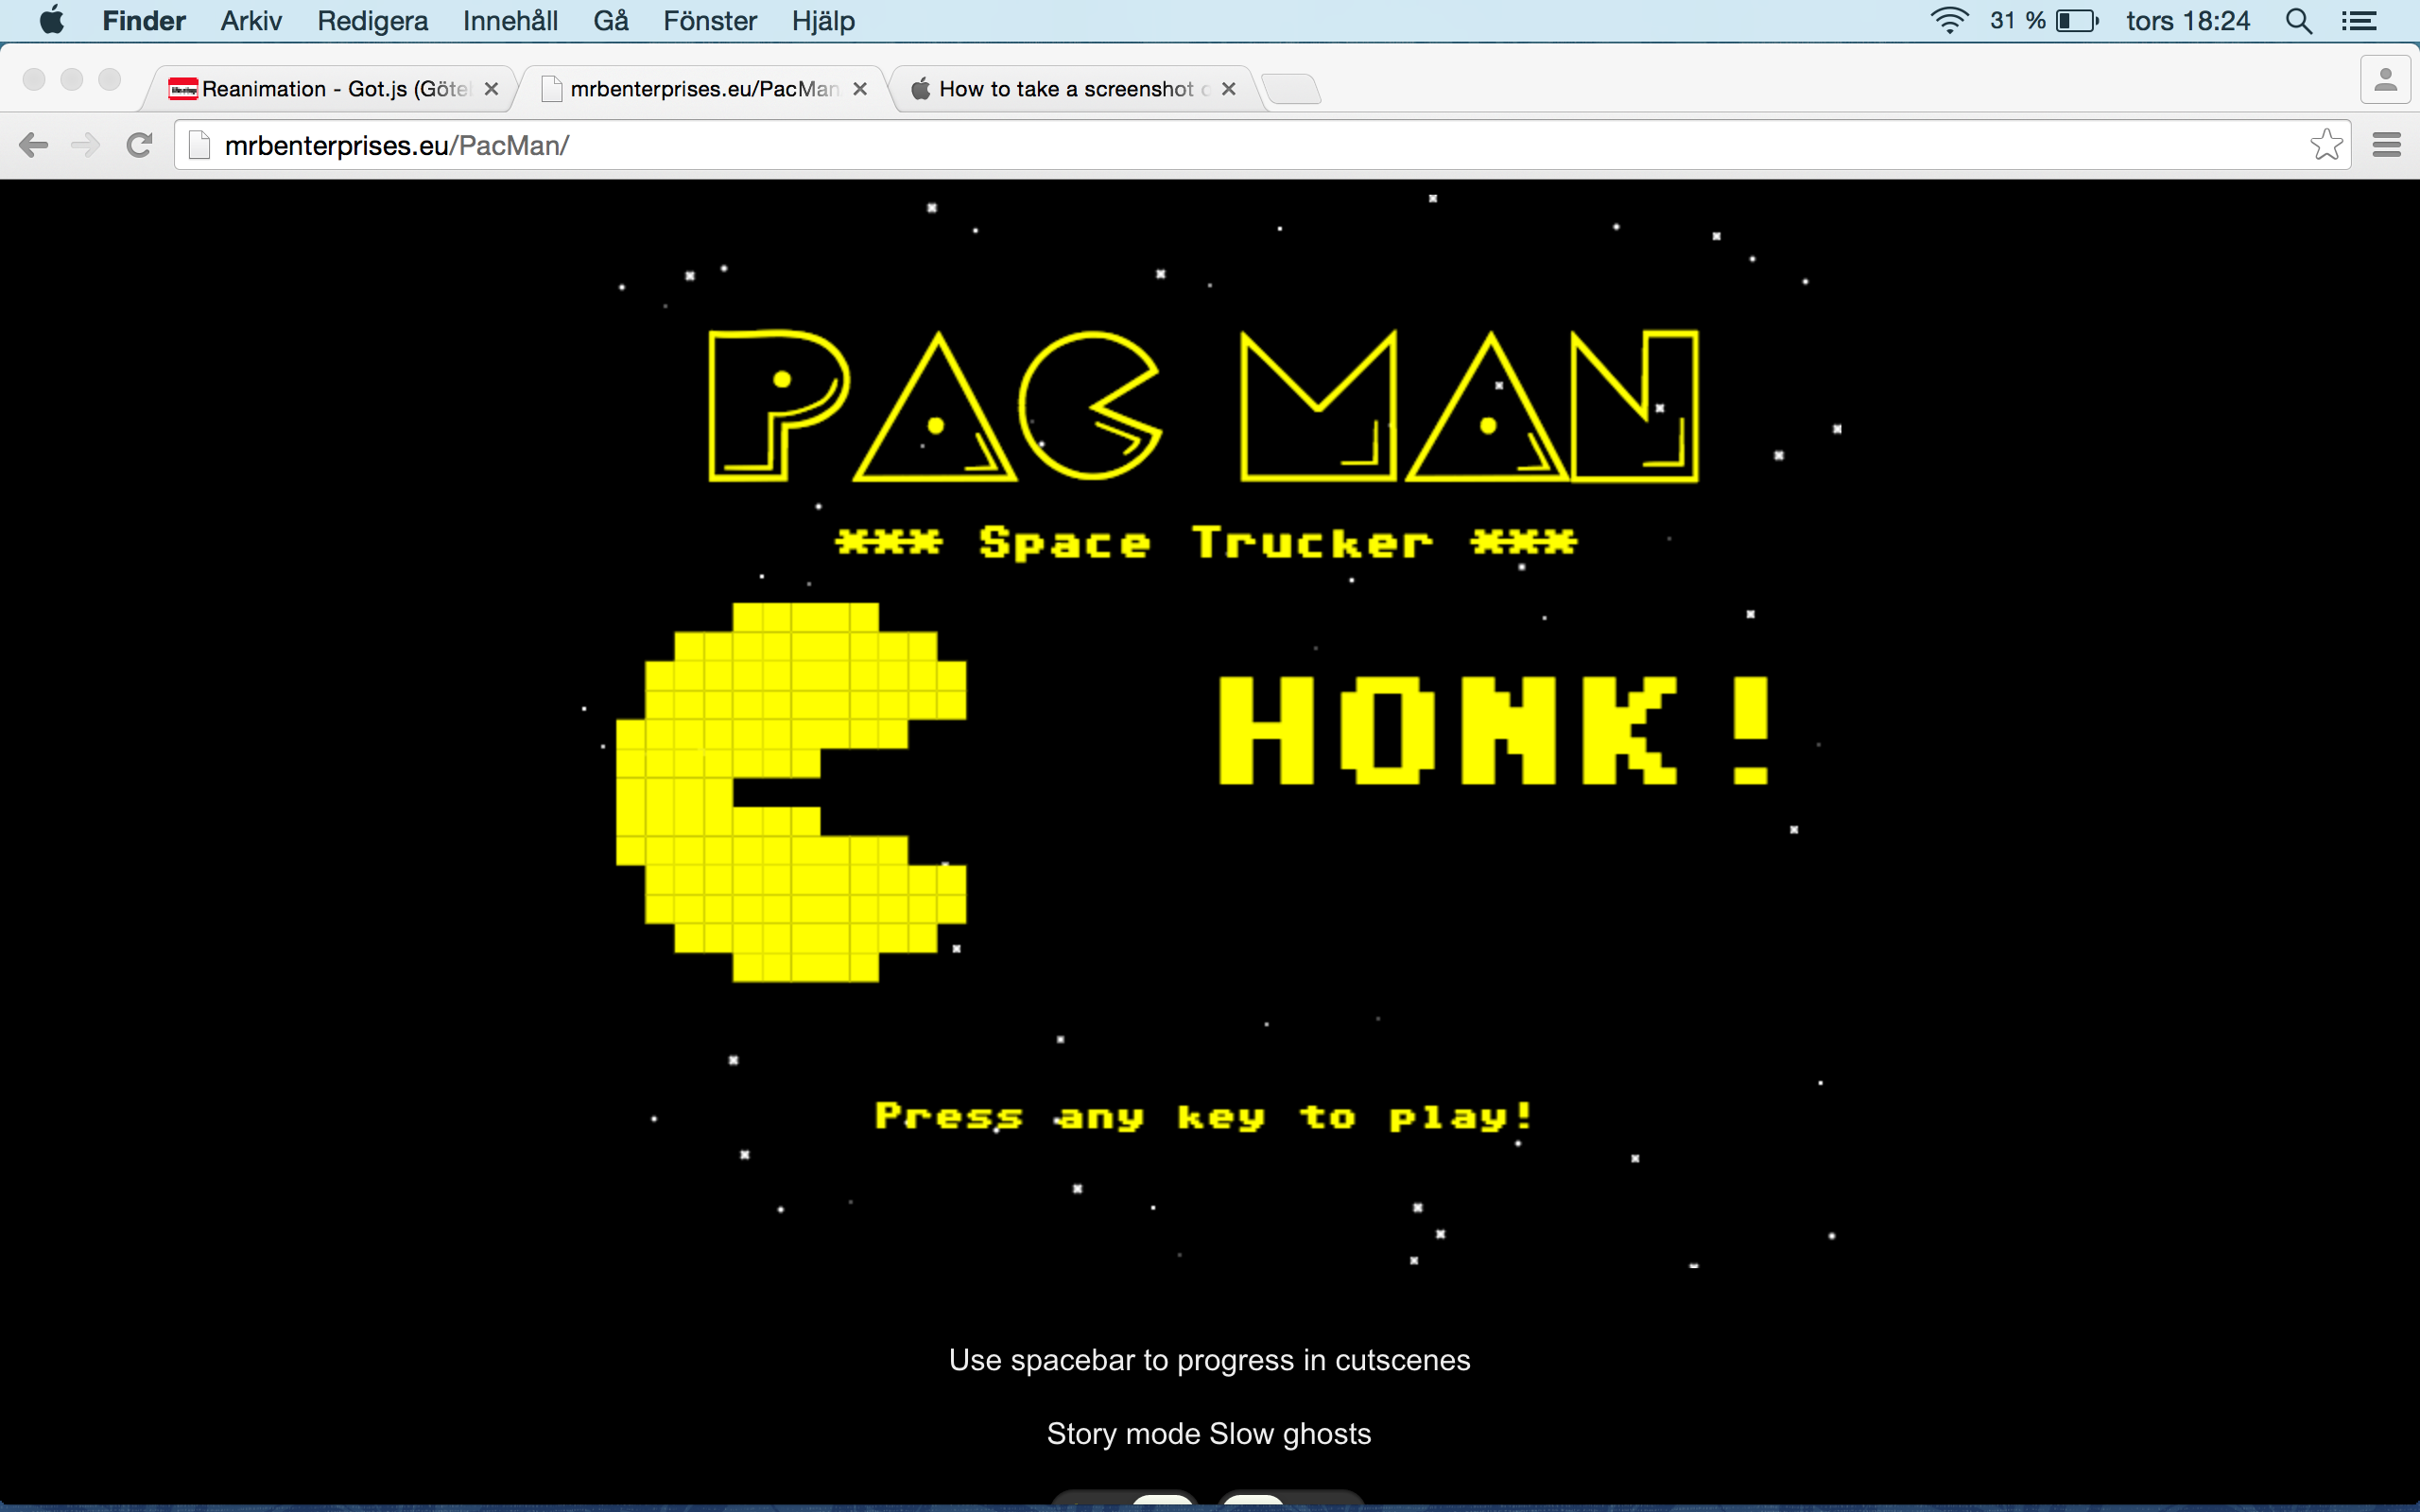 Finder Arkiv Redigera Innehåll Gå Fönster Hjälp 31 % tors 18:24
Reanimation - Got.js (Göte mrbenterprises.eu/PacMan How to take a screenshot
mrbenterprises.eu/PacMan/
PAC MAN
*** Space Trucker ***
HONK!
Press any key to play!
Use spacebar to progress in cutscenes
Story mode Slow ghosts